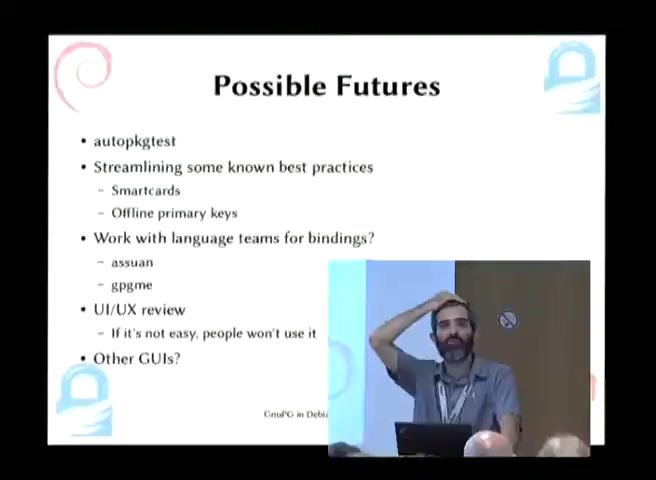 Possible Futures
• autopkgtest
• Streamlining some known best practices
– Smartcards
– Offline primary keys
• Work with language teams for bindings?
– assuan
– gpgme
• UI/UX review
– If it's not easy, people won't use it
• Other GUIs?
GnuPG in Debi